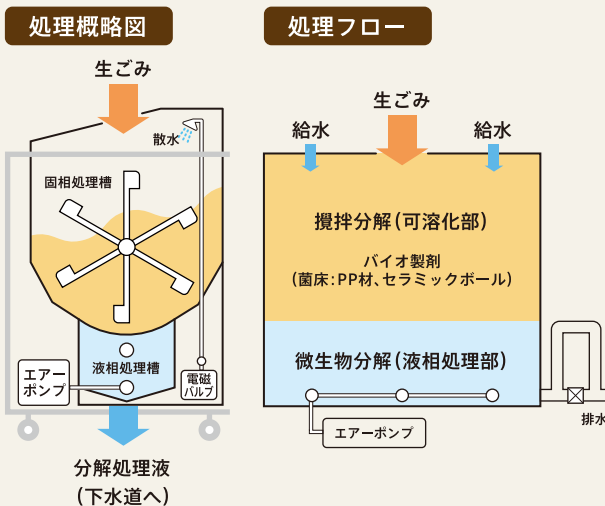 処理概略図
生ごみ
散水
固相処理槽
液相処理槽
エアー
ポンプ
電磁
バルブ
分解処理液
(下水道へ)
処理フロー
生ごみ
給水
給水
攪拌分解(可溶化部)
バイオ製剤
(菌床:PP材、セラミックボール)
微生物分解(液相処理部)
エアーポンプ
排水